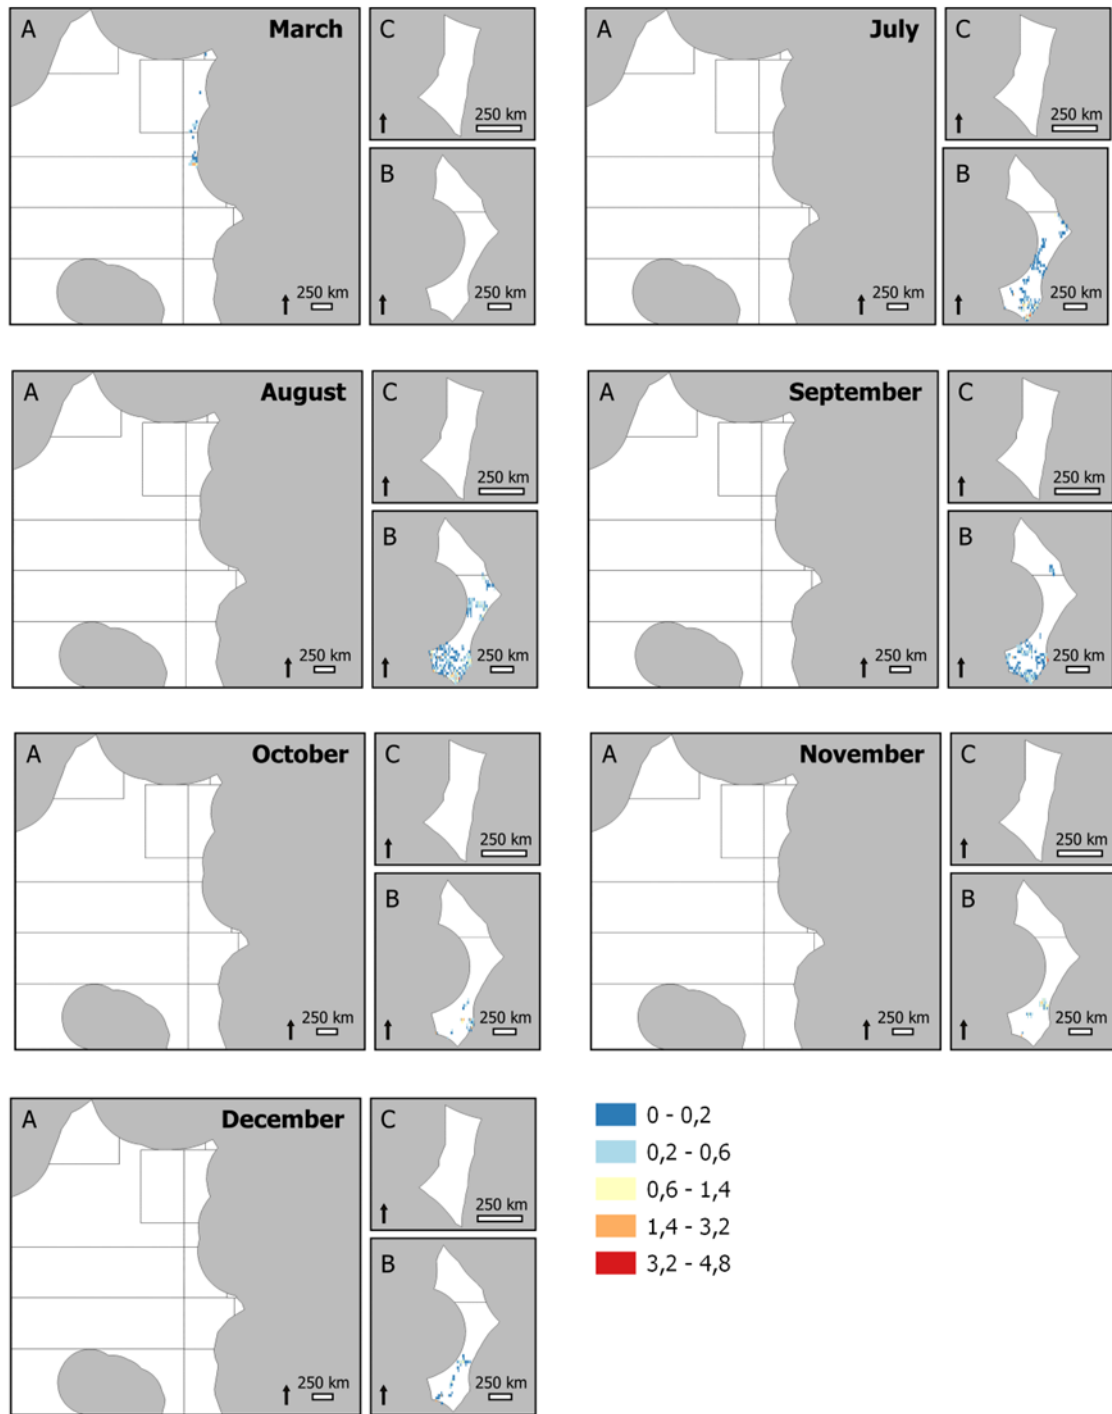 A March
250 km
C
250 km
B
250 km
A July
250 km
C
250 km
B
250 km
A August
250 km
C
250 km
B
250 km
A September
250 km
C
250 km
B
250 km
A October
250 km
C
250 km
B
250 km
A November
250 km
C
250 km
B
250 km
A December
250 km
C
250 km
B
250 km
0 - 0,2
0,2 - 0,6
0,6 - 1,4
1,4 - 3,2
3,2 - 4,8